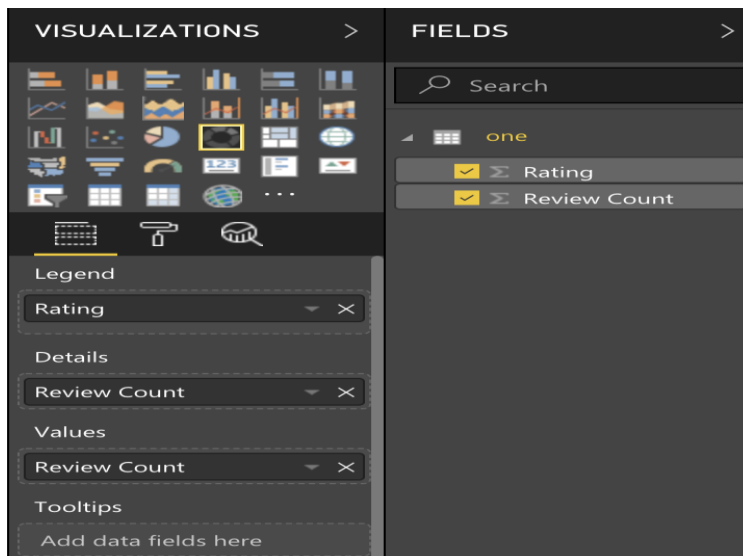 VISUALIZATIONS >
123
Legend
Rating
Details
Review Count
Values
Review Count
Tooltips
Add data fields here
FIELDS >
Search
one
Rating
Review Count